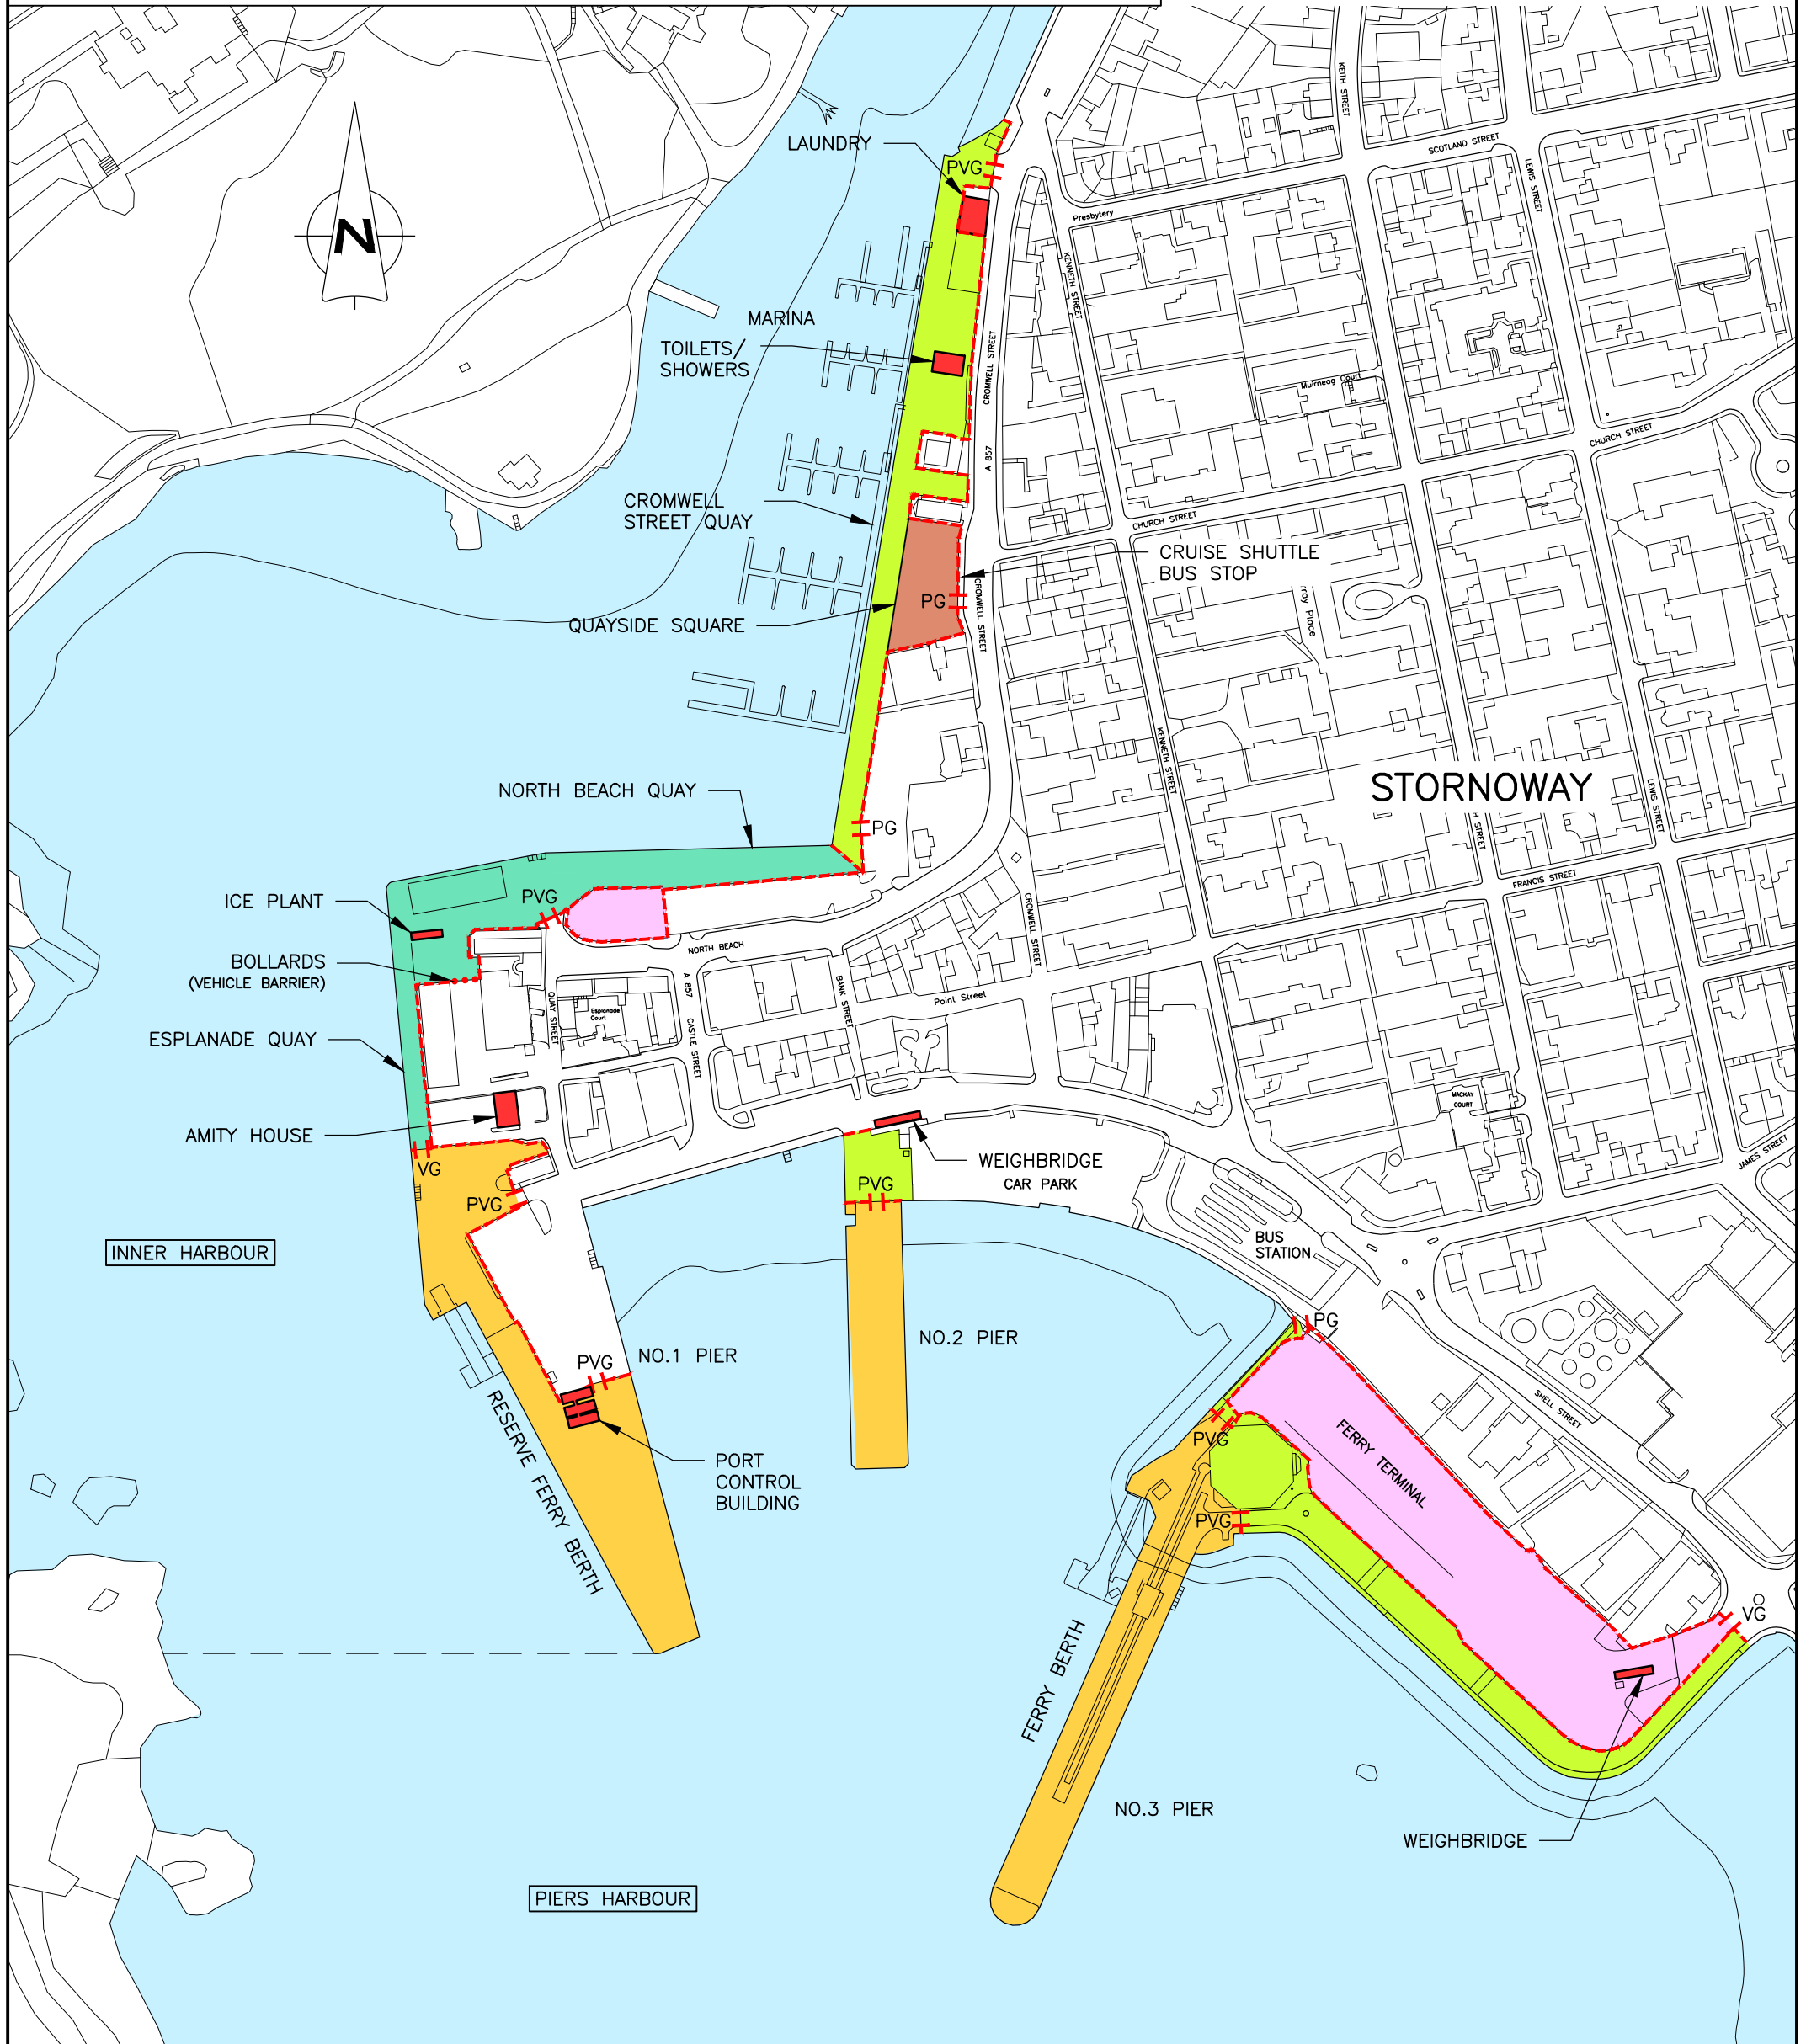 KEITH STREET
SCOTLAND STREET
LEWIS STREET
LAUNDRY
PVG
N
Presbytery
KENNETH STREET
MARINA
TOILETS/
SHOWERS
CROMWELL STREET
Muirneog Court
CHURCH STREET
A 857
CROMWELL
STREET QUAY
CHURCH STREET
CRUISE SHUTTLE
BUS STOP
PG
CROMWELL STREET
rroy Place
QUAYSIDE SQUARE
KENNETH STREET
STORNOWAY
NORTH BEACH QUAY
LEWIS STREET
H STREET
PG
FRANCIS STREET
ICE PLANT
PVG
CROMWELL STREET
NORTH BEACH
BOLLARDS
(VEHICLE BARRIER)
A 857
BANK STREET
Point Street
QUAY STREET
Esplanade
Court
ESPLANADE QUAY
CASTLE STREET
MACKAY
COURT
AMITY HOUSE
JAMES STREET
VG
WEIGHBRIDGE
CAR PARK
PVG
PVG
INNER HARBOUR
BUS
STATION
PG
NO.2 PIER
NO.1 PIER
PVG
SHELL STREET
RESERVE FERRY BERTH
PVG
FERRY TERMINAL
PORT
CONTROL
BUILDING
PVG
VG
FERRY BERTH
NO.3 PIER
WEIGHBRIDGE
PIERS HARBOUR